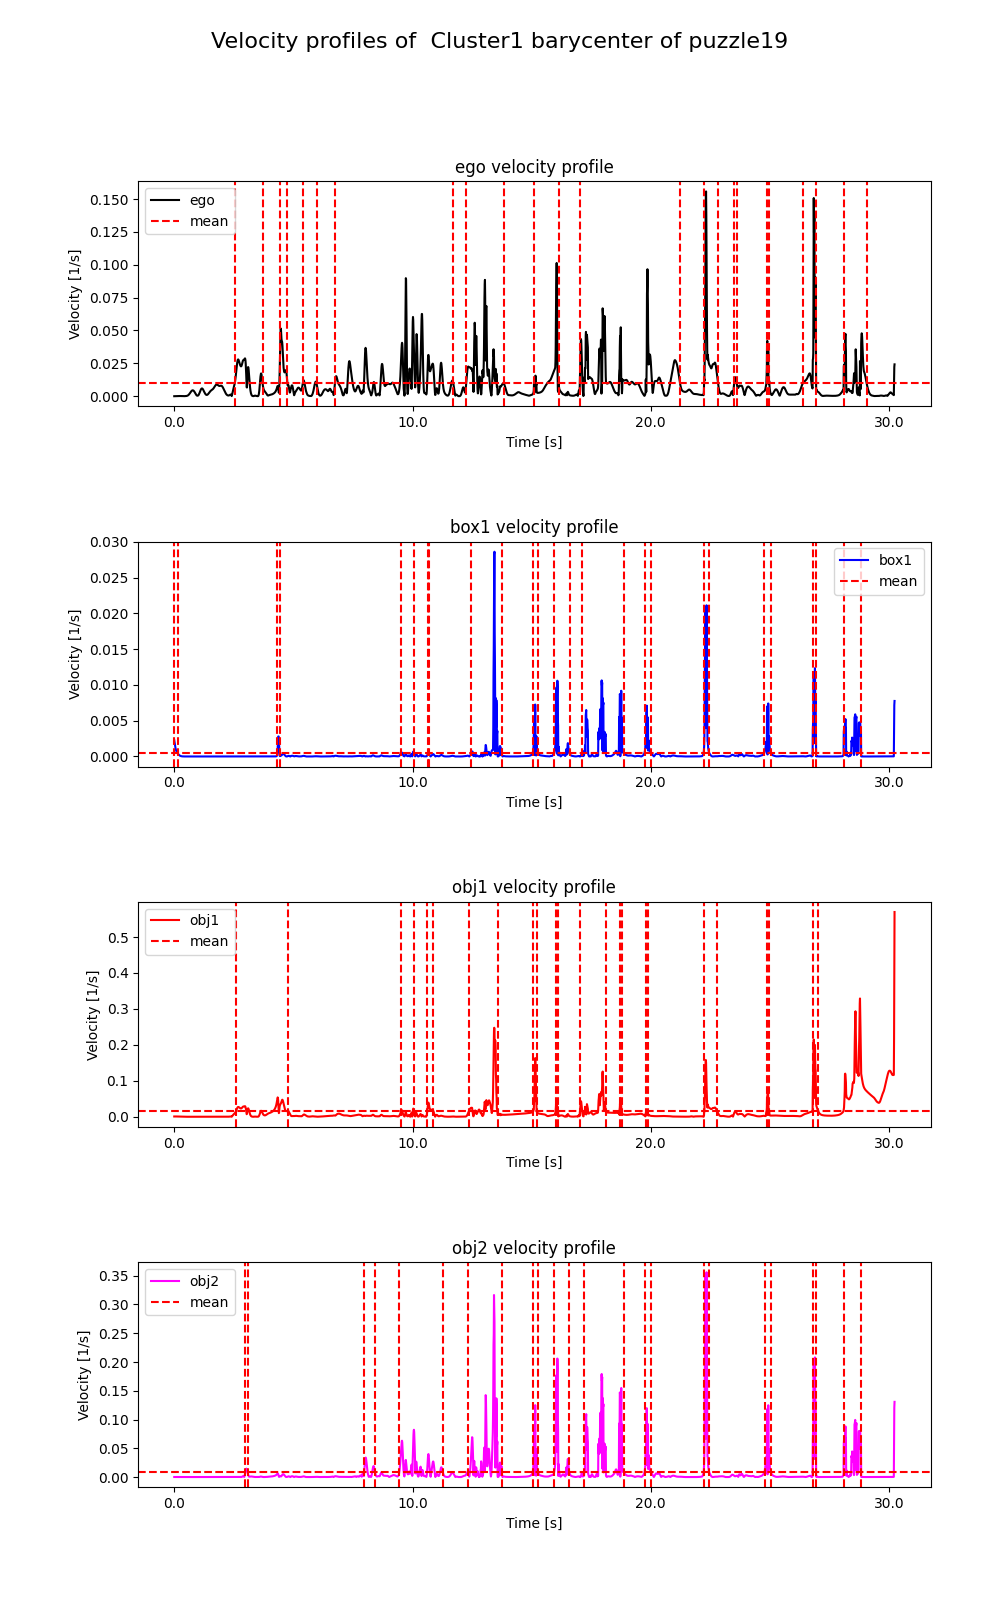 Velocity profiles of  Cluster1 barycenter of puzzle19
ego velocity profile
ego
mean
Velocity [1/s]
0.150
0.125
0.100
0.075
0.050
0.025
0.000
0.0 10.0 20.0 30.0
Time [s]
box1 velocity profile
box1
mean
Velocity [1/s]
0.030
0.025
0.020
0.015
0.010
0.005
0.000
0.0 10.0 20.0 30.0
Time [s]
obj1 velocity profile
obj1
mean
Velocity [1/s]
0.5
0.4
0.3
0.2
0.1
0.0
0.0 10.0 20.0 30.0
Time [s]
obj2 velocity profile
obj2
mean
Velocity [1/s]
0.35
0.30
0.25
0.20
0.15
0.10
0.05
0.00
0.0 10.0 20.0 30.0
Time [s]